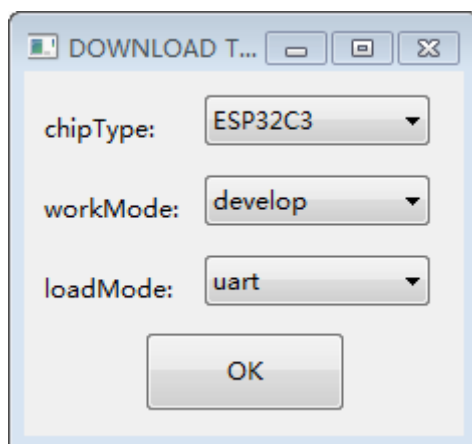 DOWNLOAD T...
chipType: ESP32C3
workMode: develop
loadMode: uart
OK